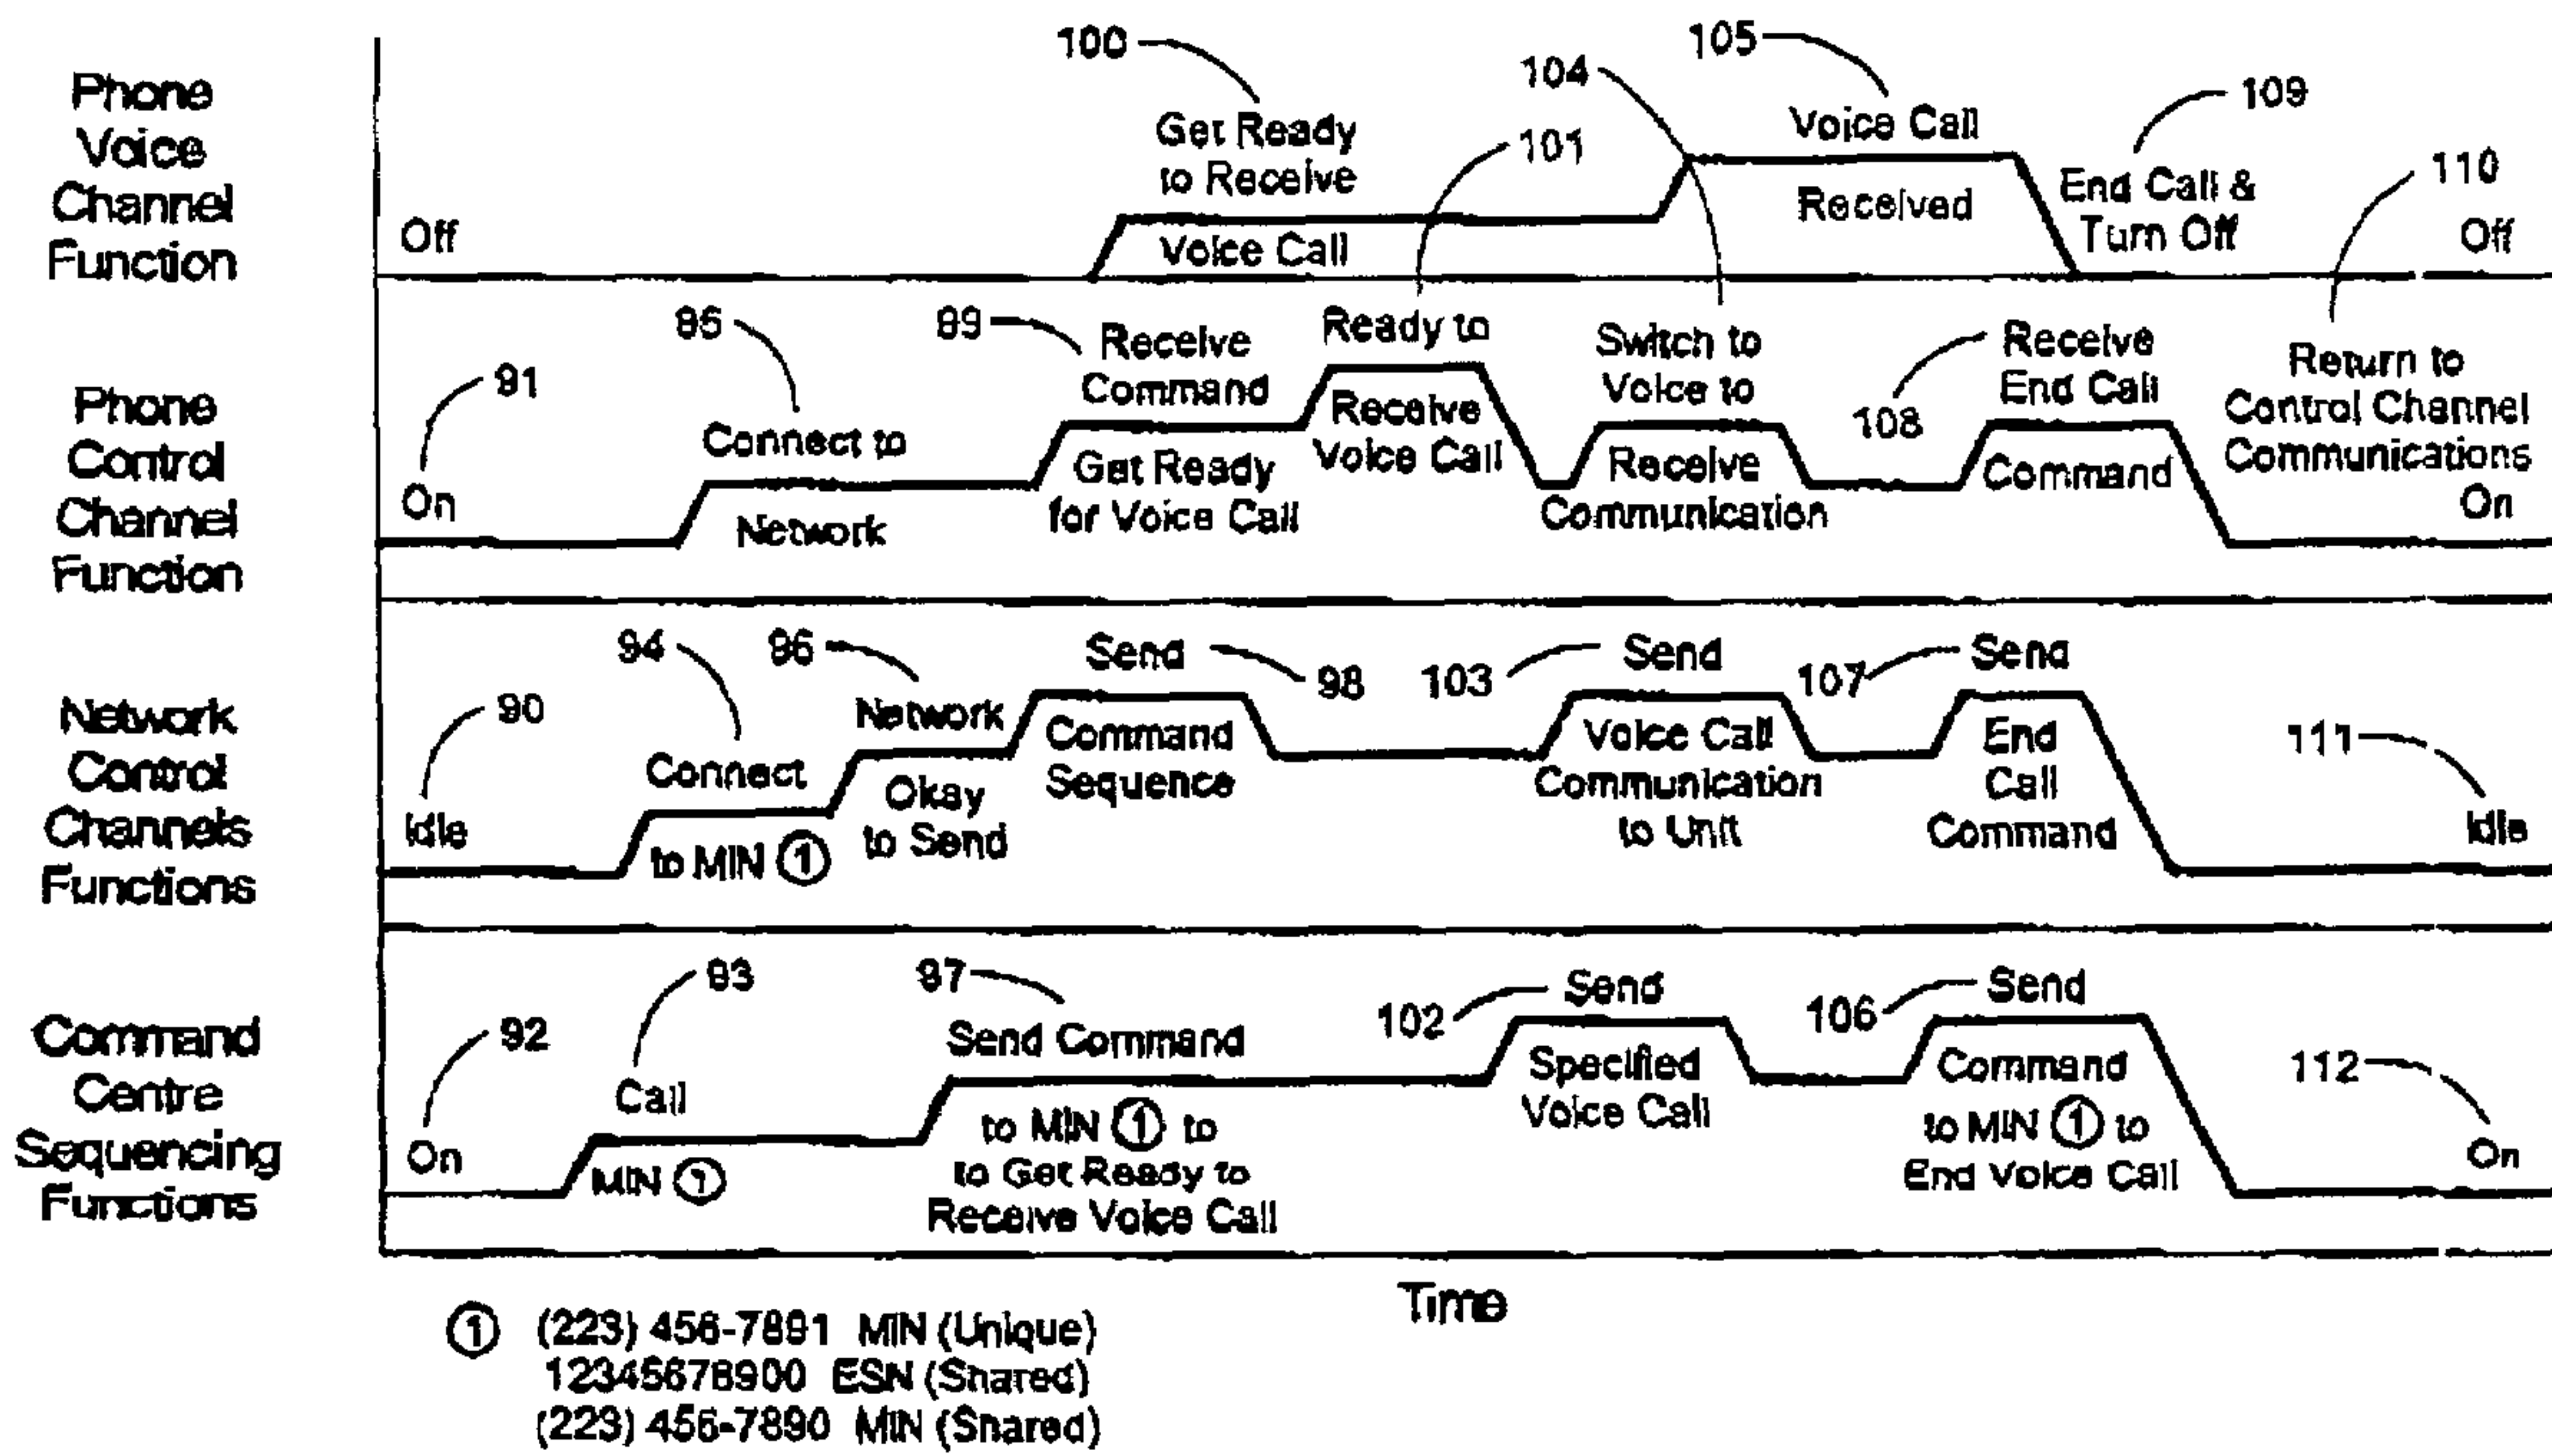 Phone
Voice
Channel
Function
Off
100
Get Ready
to Receive
Voice Call
101
104
105
Voice Call
Received
109
End Call &
Turn Off
110
Off
Phone
Control
Channel
Function
91
On
95
Connect to
Network
99
Receive
Command
Get Ready
for Voice Call
Ready to
Receive
Voice Call
Switch to
Voice to
Receive
Communication
108
Receive
End Call
Command
Return to
Control Channel
Communications
On
Network
Control
Channels
Functions
90
Idle
94
Connect
to MIN ①
96
Network
Okay
to Send
Send
98
Command
Sequence
103
Send
Voice Call
Communication
to Unit
107
Send
End
Call
Command
111
Idle
Command
Centre
Sequencing
Functions
92
On
93
Call
MIN ①
97
Send Command
to MIN ① to
to Get Ready to
Receive Voice Call
102
Send
Specified
Voice Call
106
Send
Command
to MIN ① to
End Voice Call
112
On
Time
① (223) 456-7891 MIN (Unique)
12345678900 ESN (Shared)
(223) 456-7890 MIN (Shared)